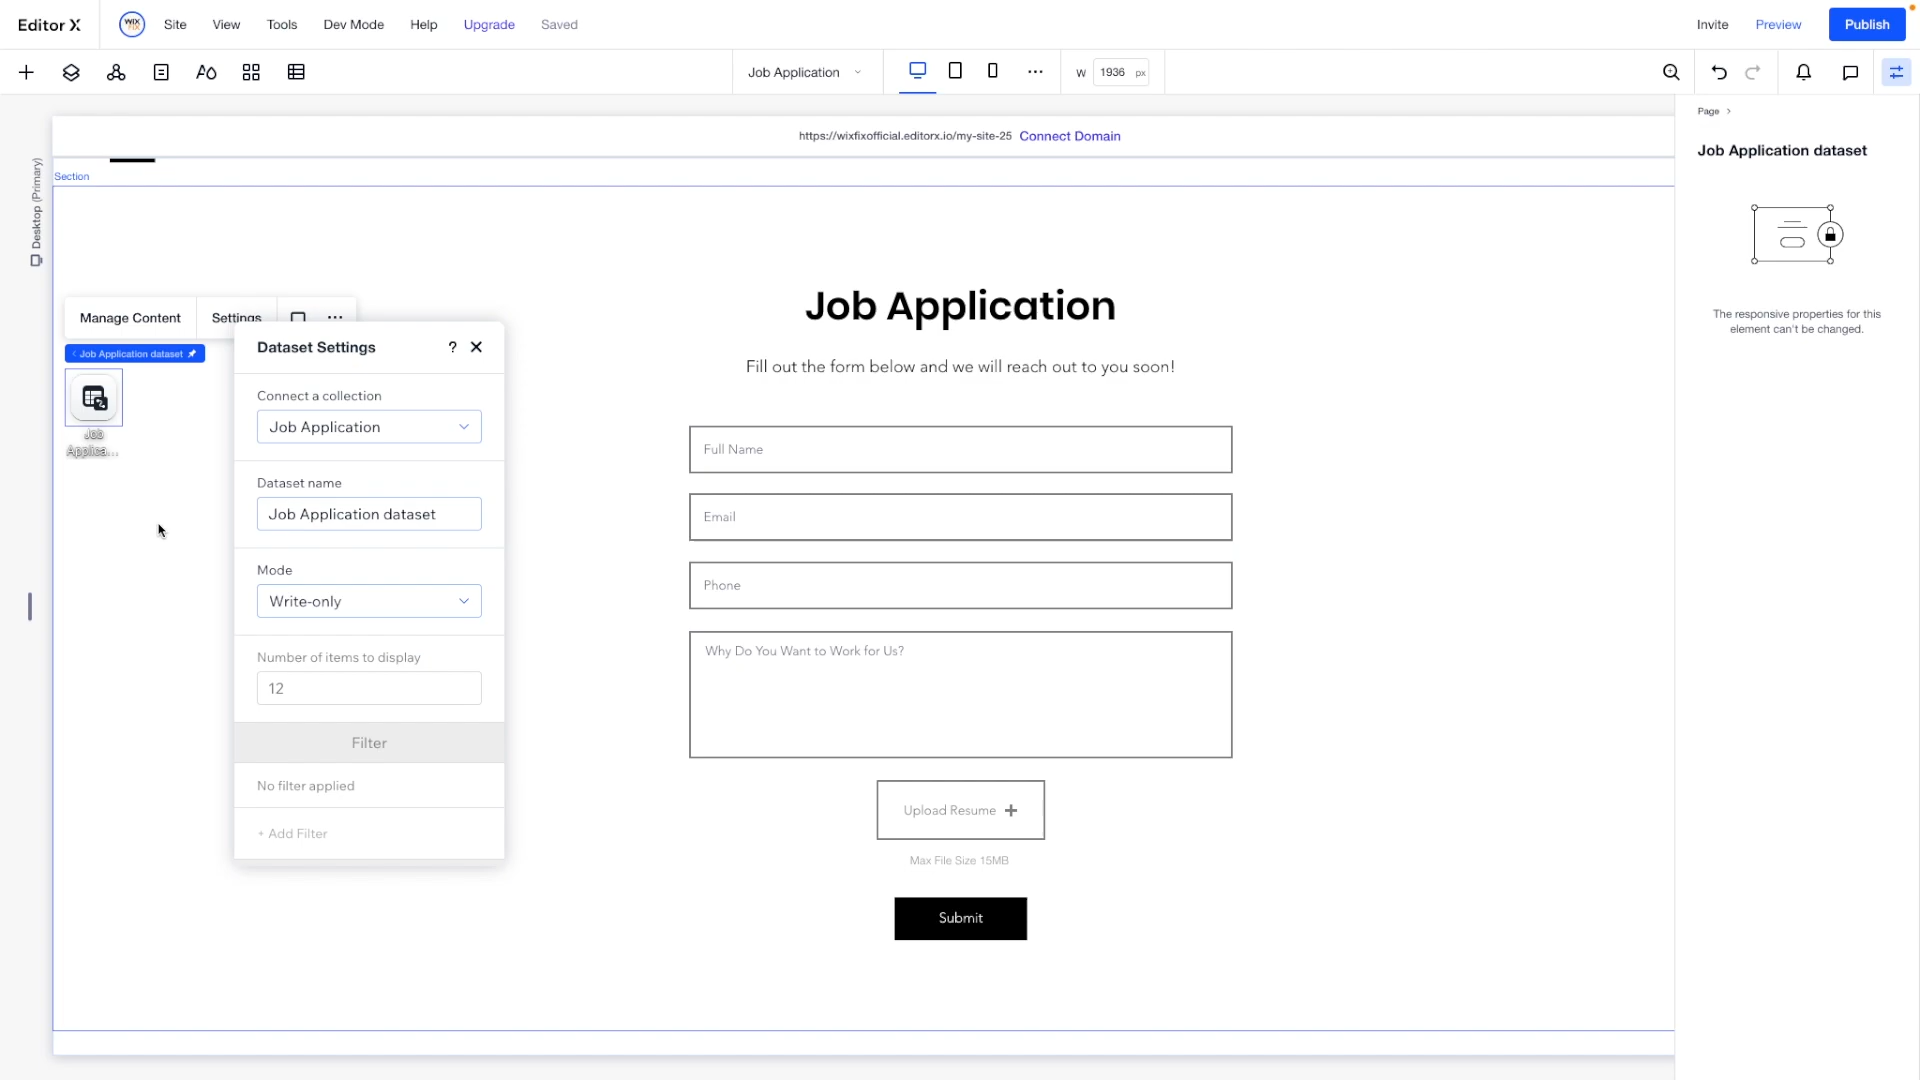 Editor X
WIX
FIX
Site
View
Tools
Dev Mode
Help
Upgrade
Saved
Invite
Preview
Publish
Job Application
W
1936
px
Page
Job Application dataset
The responsive properties for this
element can't be changed.
https://wixfixofficial.editorx.io/my-site-25
Connect Domain
Desktop (Primary)
Section
Manage Content
Settings
Job Application dataset
Job
Applica...
Dataset Settings
?
Connect a collection
Job Application
Dataset name
Job Application dataset
Mode
Write-only
Number of items to display
12
Filter
No filter applied
+ Add Filter
Job Application
Fill out the form below and we will reach out to you soon!
Full Name
Email
Phone
Why Do You Want to Work for Us?
Upload Resume +
Max File Size 15MB
Submit